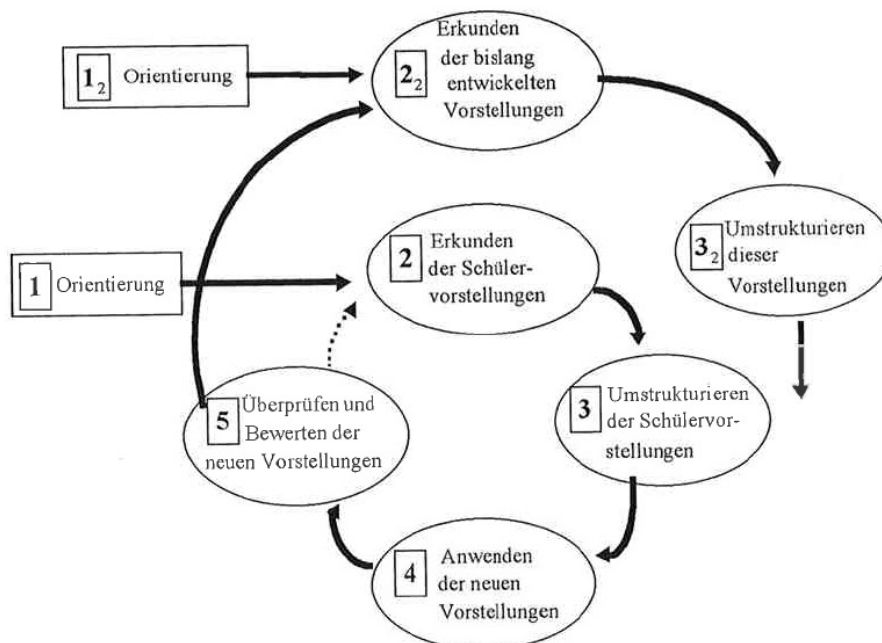 1₂ Orientierung
2₂ Erkunden
der bislang
entwickelten
Vorstellungen
1 Orientierung
2 Erkunden
der Schüler-
vorstellungen
3₂ Umstrukturieren
dieser
Vorstellungen
5 Überprüfen und
Bewerten der
neuen Vorstellungen
3 Umstrukturieren
der Schülervor-
stellungen
4 Anwenden
der neuen
Vorstellungen